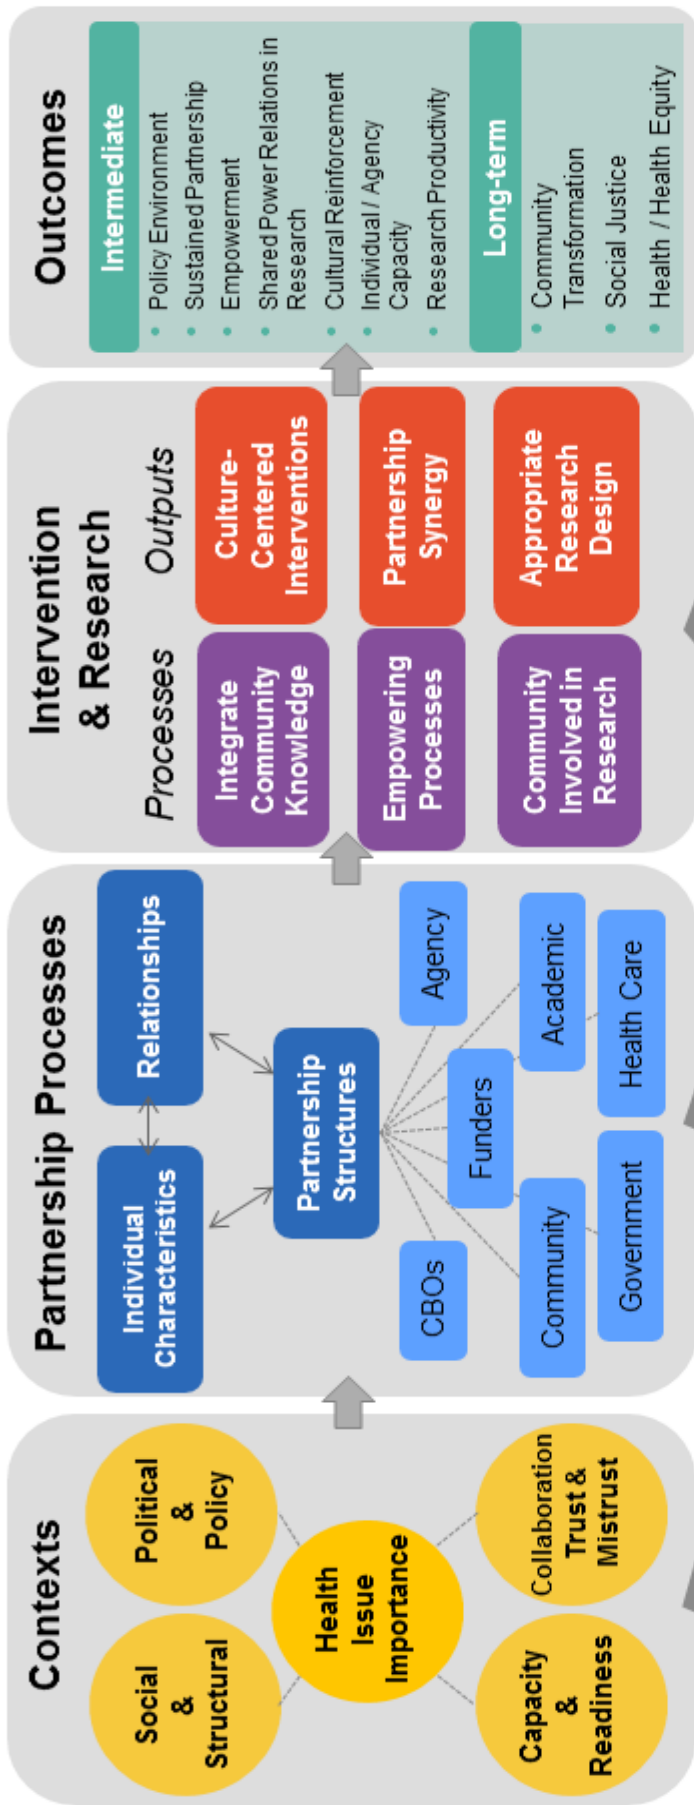 Contexts
Social
&
Structural
Political
&
Policy
Health
Issue
Importance
Capacity
&
Readiness
Collaboration
Trust &
Mistrust
Partnership Processes
Individual
Characteristics
Relationships
Partnership
Structures
CBOs
Agency
Funders
Community
Academic
Government
Health Care
Intervention
& Research
Processes
Outputs
Integrate
Community
Knowledge
Culture-
Centered
Interventions
Empowering
Processes
Partnership
Synergy
Community
Involved in
Research
Appropriate
Research
Design
Outcomes
Intermediate
• Policy Environment
• Sustained Partnership
• Empowerment
• Shared Power Relations in
Research
• Cultural Reinforcement
• Individual / Agency
Capacity
• Research Productivity
Long-term
• Community
Transformation
• Social Justice
• Health / Health Equity